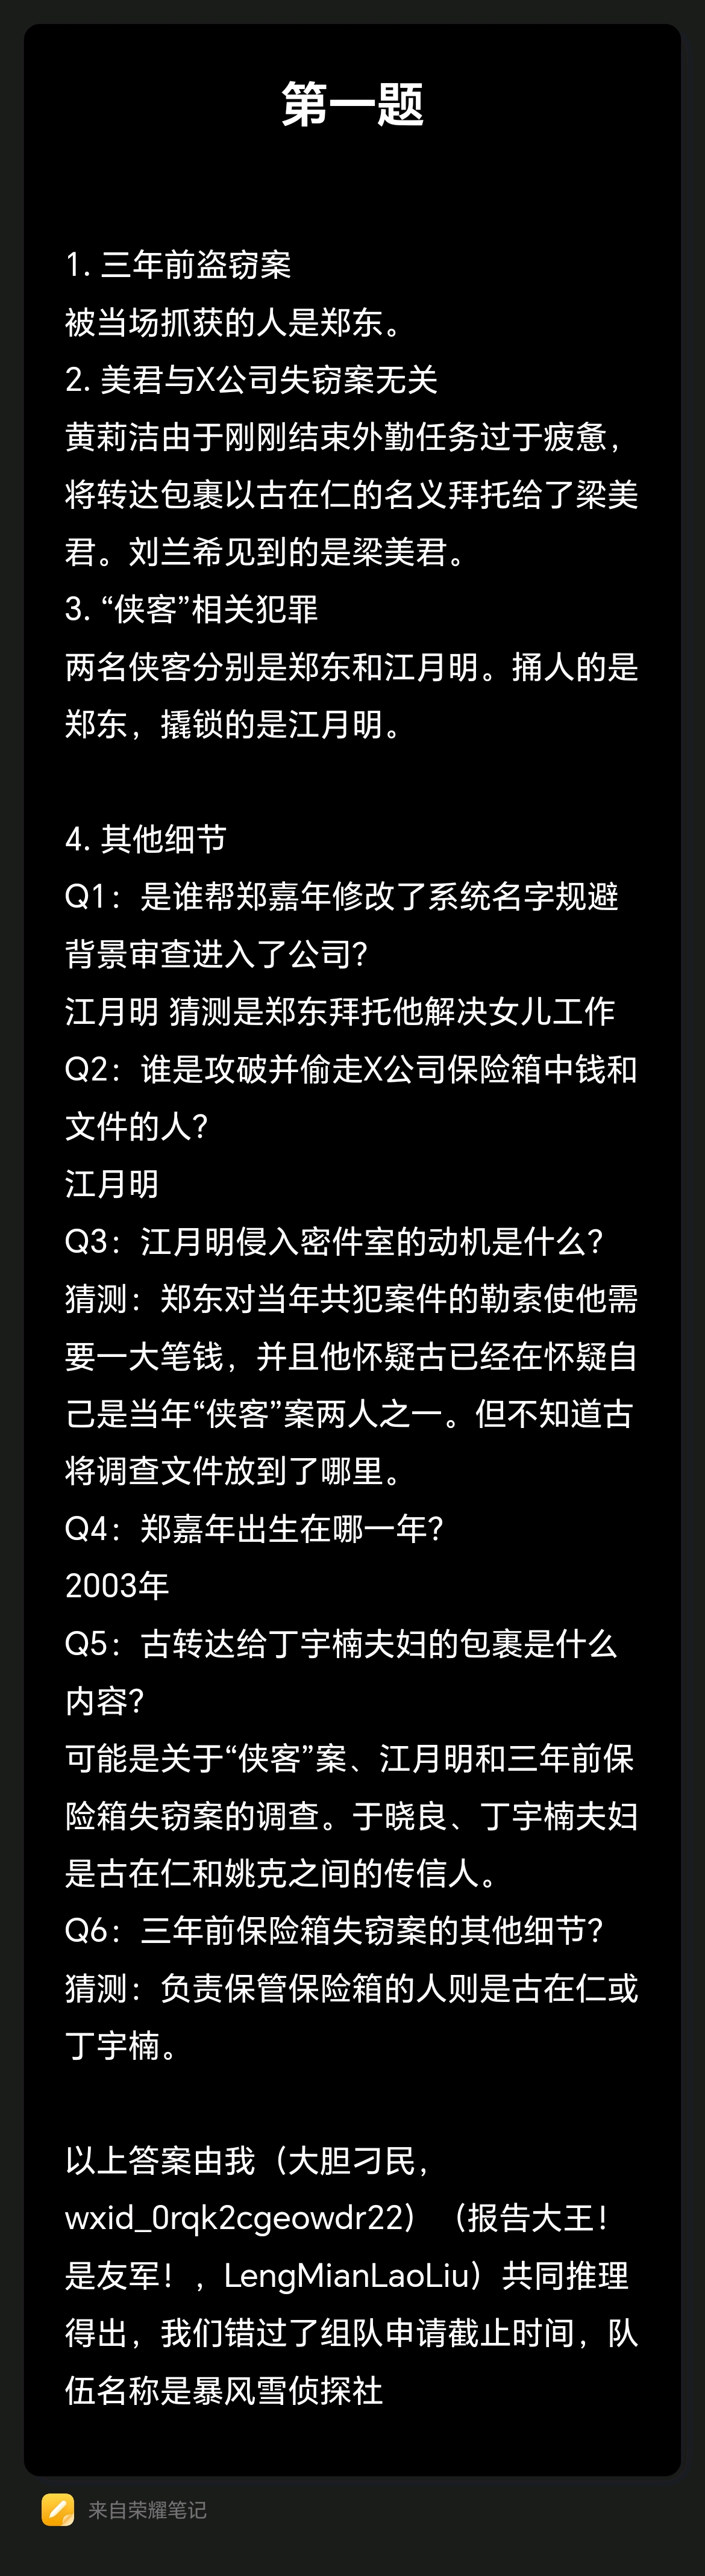 第一题
1. 三年前盗窃案
被当场抓获的人是郑东。
2. 美君与X公司失窃案无关
黄莉洁由于刚刚结束外勤任务过于疲惫，
将转达包裹以古在仁的名义拜托给了梁美
君。刘兰希见到的是梁美君。
3. “侠客”相关犯罪
两名侠客分别是郑东和江月明。捅人的是
郑东，撬锁的是江月明。
4. 其他细节
Q1：是谁帮郑嘉年修改了系统名字规避
背景审查进入了公司？
江月明 猜测是郑东拜托他解决女儿工作
Q2：谁是攻破并偷走X公司保险箱中钱和
文件的人？
江月明
Q3：江月明侵入密件室的动机是什么？
猜测：郑东对当年共犯案件的勒索使他需
要一大笔钱，并且他怀疑古已经在怀疑自
己是当年“侠客”案两人之一。但不知道古
将调查文件放到了哪里。
Q4：郑嘉年出生在哪一年？
2003年
Q5：古转达给丁宇楠夫妇的包裹是什么
内容？
可能是关于“侠客”案、江月明和三年前保
险箱失窃案的调查。于晓良、丁宇楠夫妇
是古在仁和姚克之间的传信人。
Q6：三年前保险箱失窃案的其他细节？
猜测：负责保管保险箱的人则是古在仁或
丁宇楠。
以上答案由我（大胆刁民，
wxid_0rqk2cgeowdr22）（报告大王！
是友军！，LengMianLaoLiu）共同推理
得出，我们错过了组队申请截止时间，队
伍名称是暴风雪侦探社
来自荣耀笔记